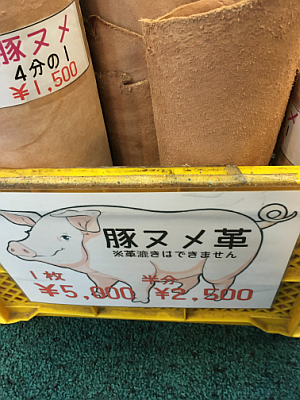 豚ヌメ
4分の1
¥1,500
豚ヌメ革
※革漉きはできません
1枚 半分
¥5,000 ¥2,500